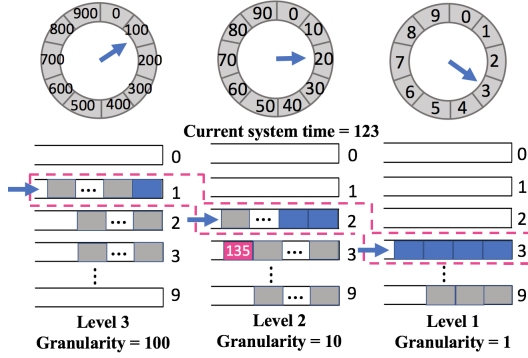 900 0 100 200 300 400 500 600 700 800
90 0 10 20 30 40 50 60 70 80
9 0 1 2 3 4 5 6 7 8
Current system time = 123
0 0 0
... 1 1 1
... 2 ... 2 2
... 3 135 ... 3 3
⋮ ⋮ ⋮
9 ... 9 9
Level 3 Level 2 Level 1
Granularity = 100 Granularity = 10 Granularity = 1